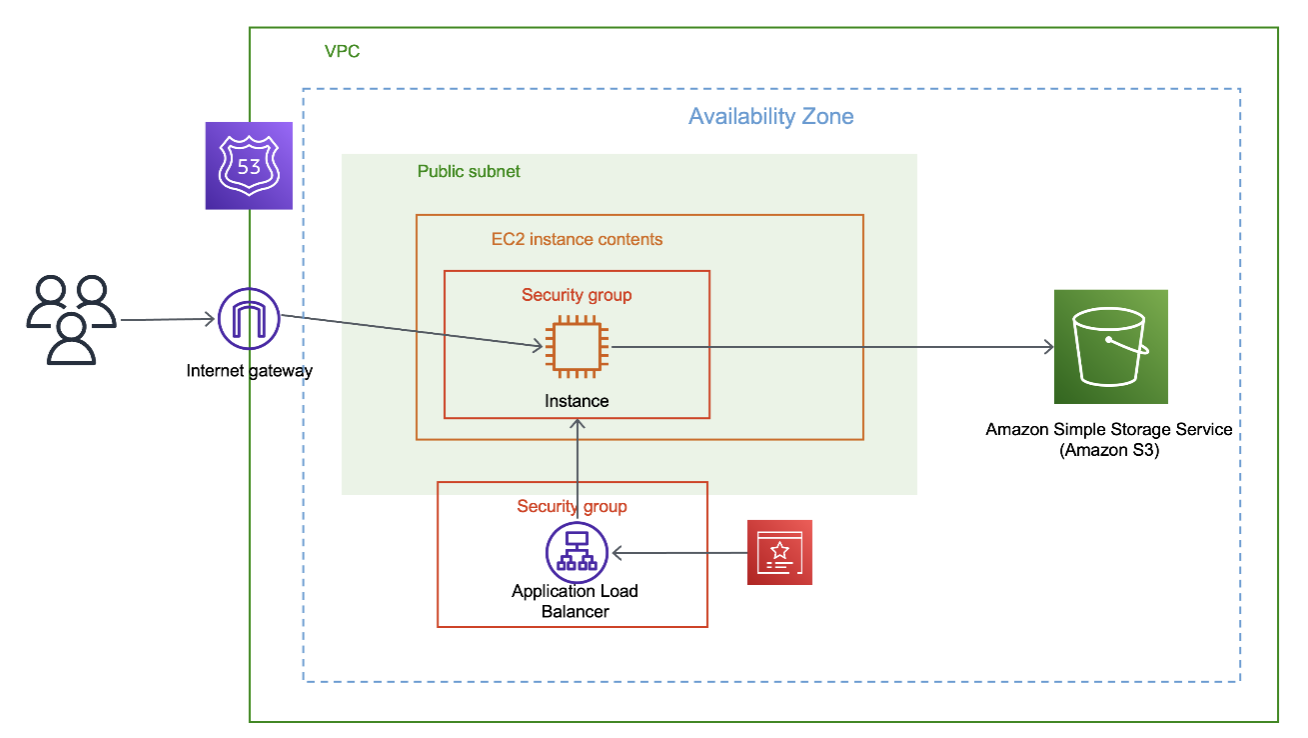 VPC
Availability Zone
Public subnet
53
EC2 instance contents
Security group
Internet gateway
Instance
Amazon Simple Storage Service
(Amazon S3)
Security group
Application Load
Balancer